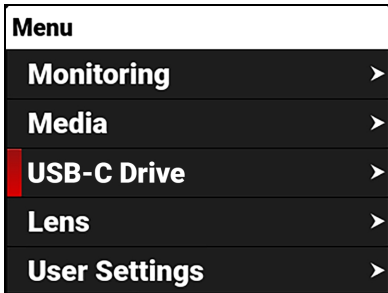 Menu
Monitoring
Media
USB-C Drive
Lens
User Settings